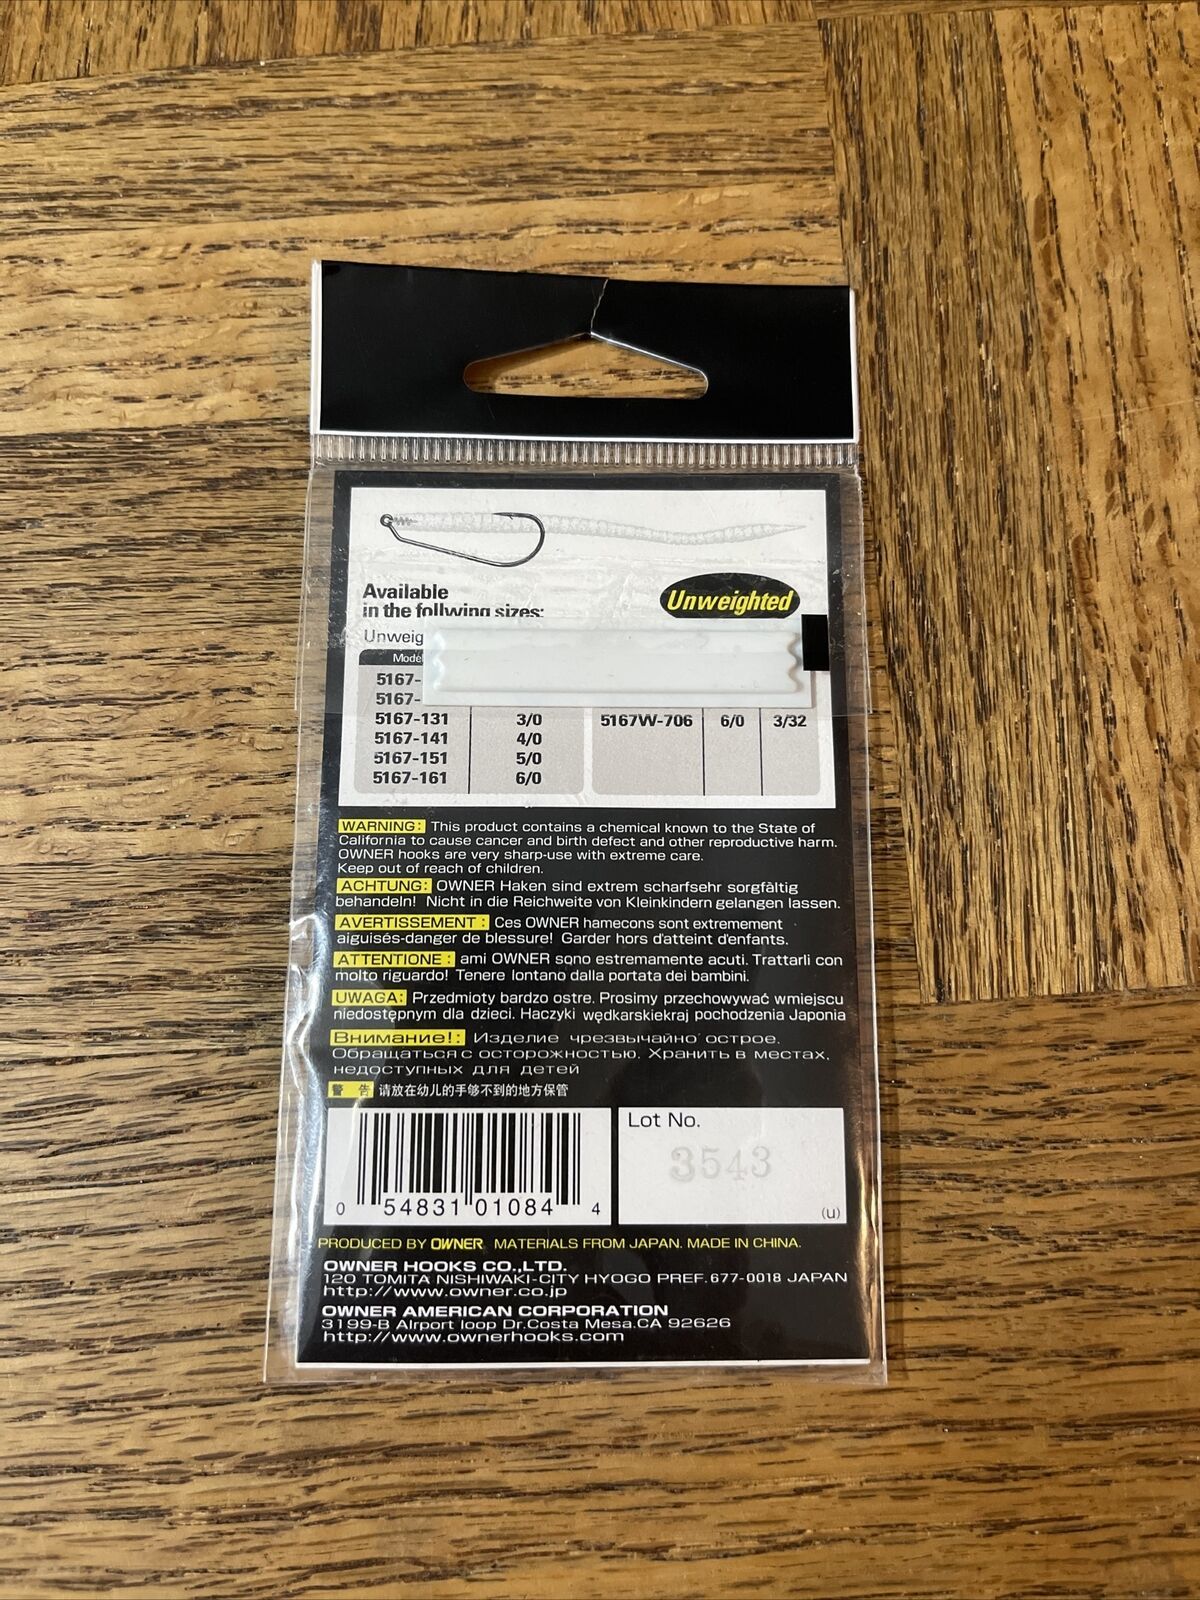 Available
in the follwing sizes:
Unweighted
5167-
5167-
5167-131 3/0 5167W-706 6/0 3/32
5167-141 4/0
5167-151 5/0
5167-161 6/0
WARNING: This product contains a chemical known to the State of
California to cause cancer and birth defect and other reproductive harm.
OWNER hooks are very sharp-use with extreme care.
Keep out of reach of children.
ACHTUNG: OWNER Haken sind extrem scharfsehr sorgfältig
behandeln! Nicht in die Reichweite von Kleinkindern gelangen lassen.
AVERTISSEMENT : Ces OWNER hamecons sont extremement
aiguisés-danger de blessure! Garder hors d'atteint d'enfants.
ATTENTIONE : ami OWNER sono estremamente acuti. Trattarli con
molto riguardo! Tenere lontano dalla portata dei bambini.
UWAGA: Przedmioty bardzo ostre. Prosimy przechowywać wmiejscu
niedostępnym dla dzieci. Haczyki wędkarskiekraj pochodzenia Japonia
Внимание!: Изделие чрезвычайно острое.
Обращаться с осторожностью. Хранить в местах,
недоступных для детей
警 告 请放在幼儿的手够不到的地方保管
Lot No.
3543
0 54831 01084 4
(u)
PRODUCED BY OWNER. MATERIALS FROM JAPAN. MADE IN CHINA.
OWNER HOOKS CO.,LTD.
120 TOMITA NISHIWAKI-CITY HYOGO PREF.677-0018 JAPAN
http://www.owner.co.jp
OWNER AMERICAN CORPORATION
3199-B Alrport loop Dr.Costa Mesa.CA 92626
http://www.ownerhooks.com